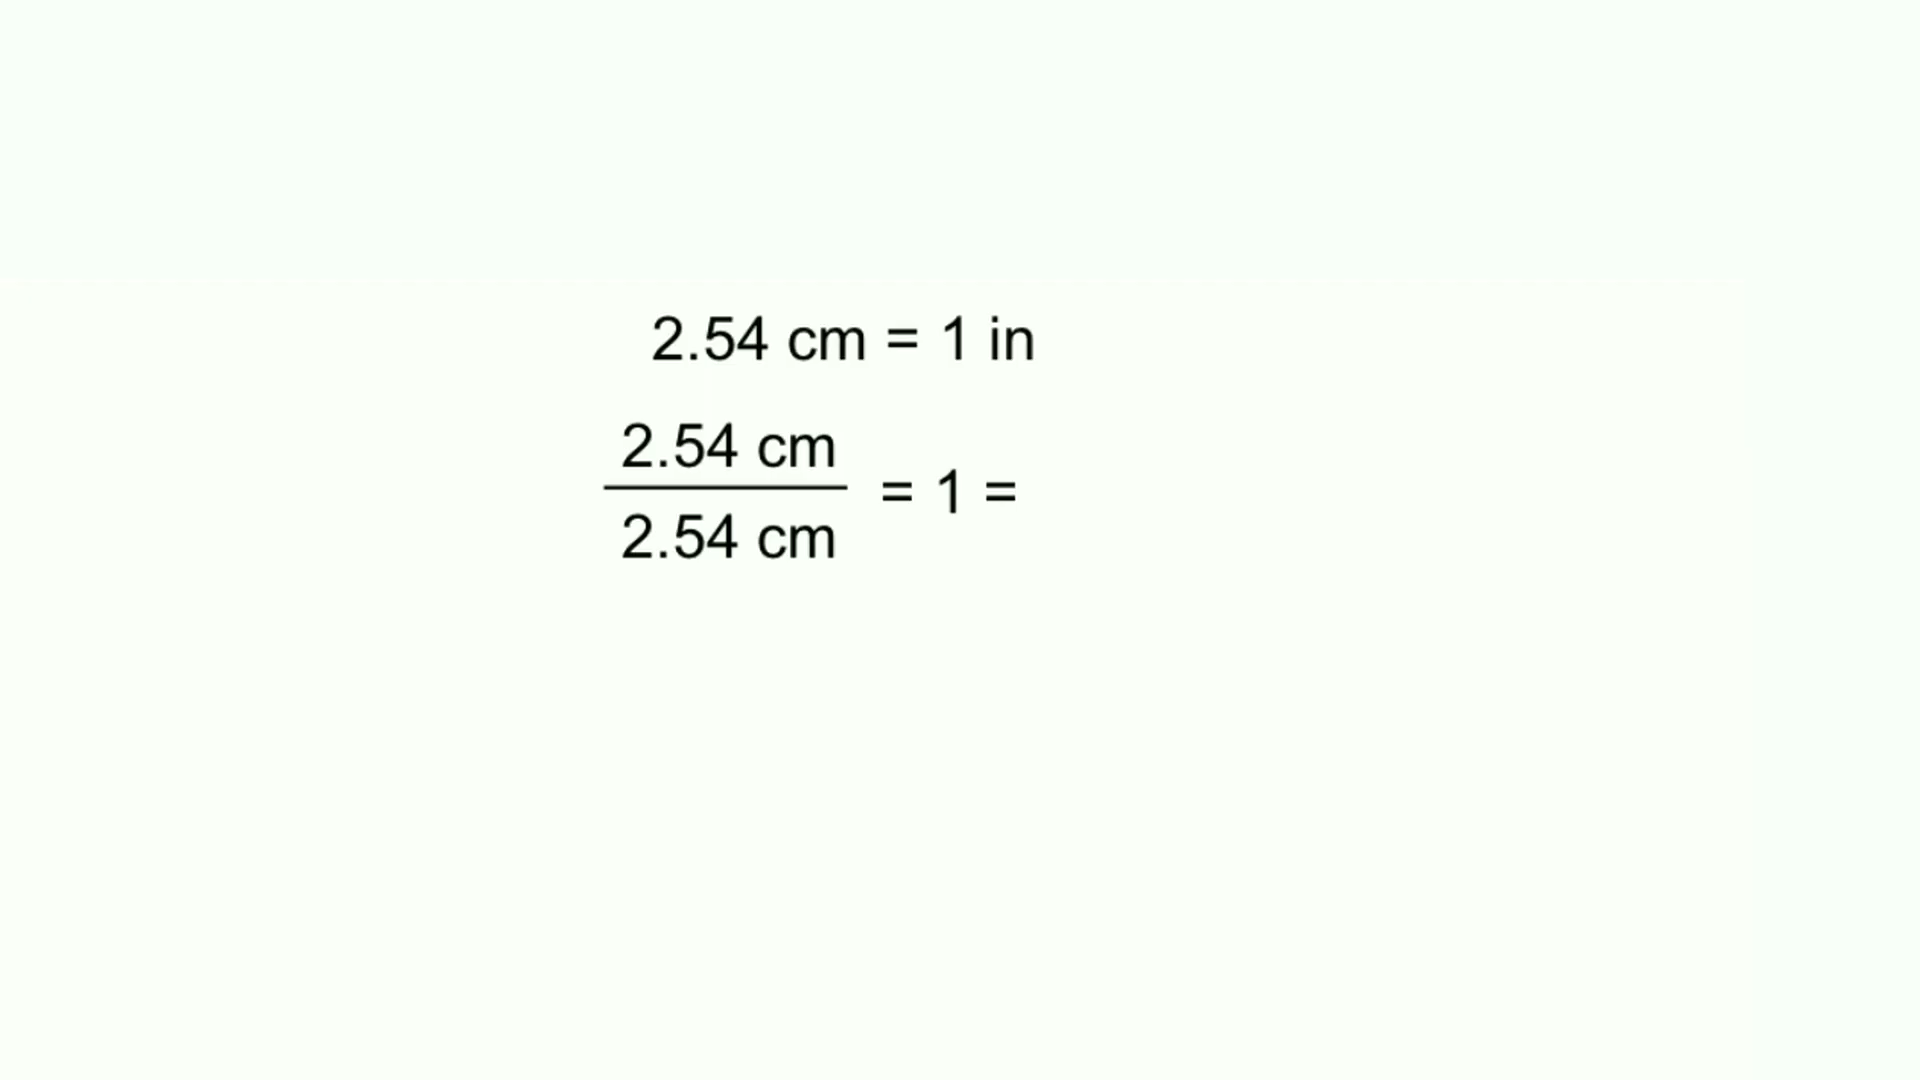 2.54 cm = 1 in
2.54 cm
= 1 =
2.54 cm